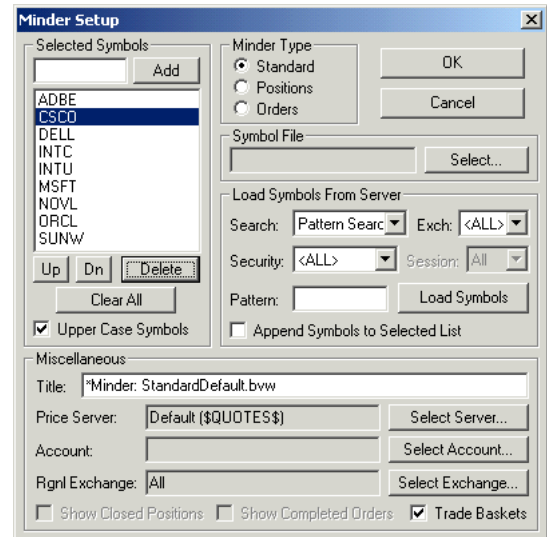 Minder Setup
Selected Symbols
Add
ADBE
CSCO
DELL
INTC
INTU
MSFT
NOVL
ORCL
SUNW
Up Dn Delete
Clear All
Upper Case Symbols
Minder Type
Standard
Positions
Orders
OK
Cancel
Symbol File
Select...
Load Symbols From Server
Search: Pattern Searc Exch: <ALL>
Security: <ALL> Session: All
Pattern: Load Symbols
Append Symbols to Selected List
Miscellaneous
Title: *Minder: StandardDefault.bvw
Price Server: Default ($QUOTES$) Select Server...
Account: Select Account...
Rgnl Exchange: All Select Exchange...
Show Closed Positions Show Completed Orders Trade Baskets